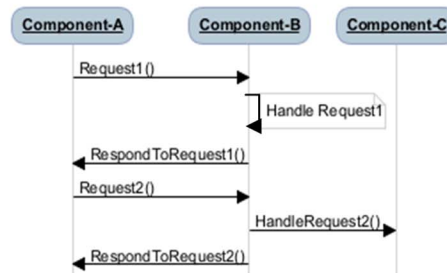 Component-A
Component-B
Component-C
Request1()
Handle Request1
RespondToRequest1()
Request2()
HandleRequest2()
RespondToRequest2()